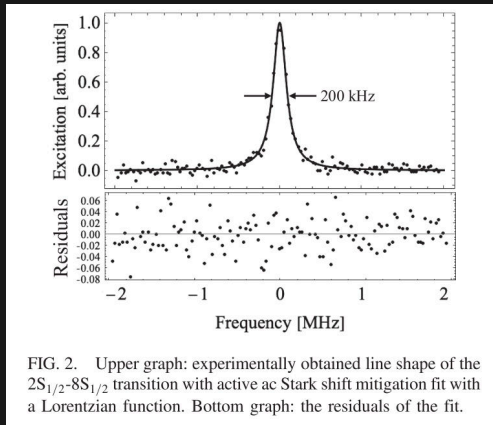 Excitation [arb. units]
1.0
0.8
0.6
0.4
0.2
0.0
200 kHz
Residuals
0.06
0.04
0.02
0.00
-0.02
-0.04
-0.06
-0.08
−2 −1 0 1 2
Frequency [MHz]
FIG. 2. Upper graph: experimentally obtained line shape of the
2S1/2-8S1/2 transition with active ac Stark shift mitigation fit with
a Lorentzian function. Bottom graph: the residuals of the fit.